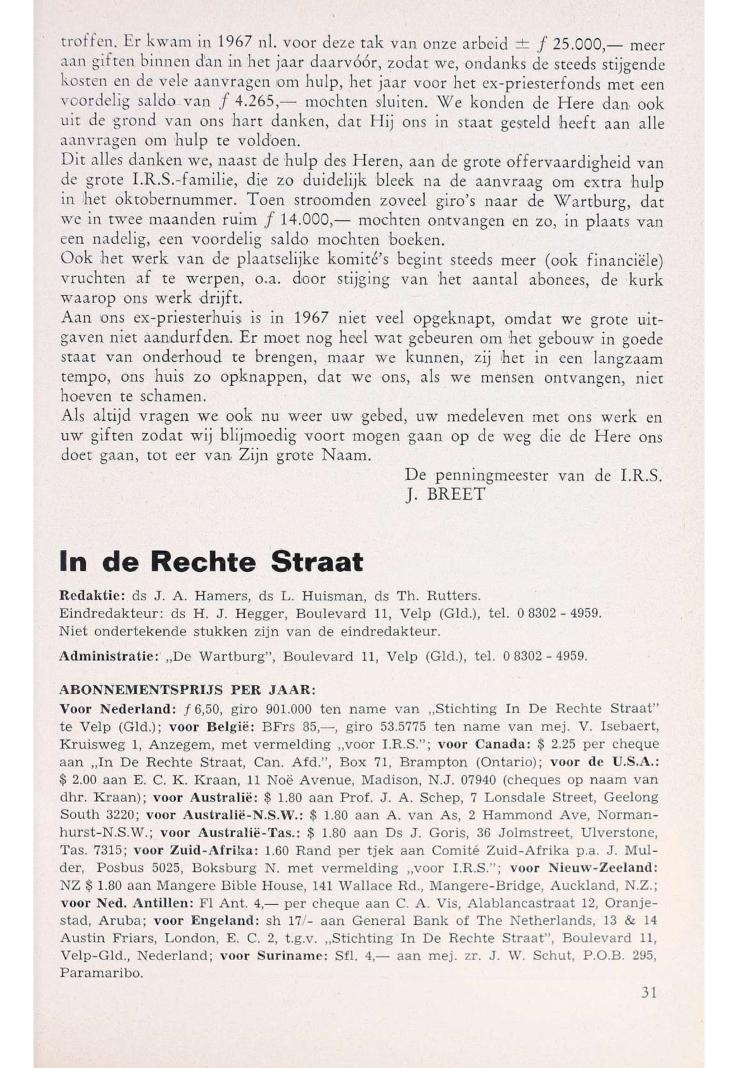 troffen. Er kwam in 1967 nl. voor deze tak van onze arbeid ± ƒ 25.000,— meer
aan giften binnen dan in het jaar daarvóór, zodat we, ondanks de steeds stijgende
kosten en de vele aanvragen om hulp, het jaar voor het ex-priesterfonds met een
voordelig saldo van ƒ 4.265,— mochten sluiten. We konden de Here dan ook
uit de grond van ons hart danken, dat Hij ons in staat gesteld heeft aan alle
aanvragen om hulp te voldoen.
Dit alles danken we, naast de hulp des Heren, aan de grote offervaardigheid van
de grote I.R.S.-familie, die zo duidelijk bleek na de aanvraag om extra hulp
in het oktobernummer. Toen stroomden zoveel giro's naar de Wartburg, dat
we in twee maanden ruim ƒ 14.000,— mochten ontvangen en zo, in plaats van
een nadelig, een voordelig saldo mochten boeken.
Ook het werk van de plaatselijke komité's begint steeds meer (ook financiële)
vruchten af te werpen, o.a. door stijging van het aantal abonees, de kurk
waarop ons werk drijft.
Aan ons ex-priesterhuis is in 1967 niet veel opgeknapt, omdat we grote uit-
gaven niet aandurfden. Er moet nog heel wat gebeuren om het gebouw in goede
staat van onderhoud te brengen, maar we kunnen, zij het in een langzaam
tempo, ons huis zo opknappen, dat we ons, als we mensen ontvangen, niet
hoeven te schamen.
Als altijd vragen we ook nu weer uw gebed, uw medeleven met ons werk en
uw giften zodat wij blijmoedig voort mogen gaan op de weg die de Here ons
doet gaan, tot eer van Zijn grote Naam.
De penningmeester van de I.R.S.
J. BREET
In de Rechte Straat
Redaktie: ds J. A. Hamers, ds L. Huisman, ds Th. Rutters.
Eindredakteur: ds H. J. Hegger, Boulevard 11, Velp (Gld.), tel. 0 8302 - 4959.
Niet ondertekende stukken zijn van de eindredakteur.
Administratie: „De Wartburg", Boulevard 11, Velp (Gld.), tel. 0 8302 - 4959.
ABONNEMENTSPRIJS PER JAAR:
Voor Nederland: ƒ 6,50, giro 901.000 ten name van „Stichting In De Rechte Straat"
te Velp (Gld.); voor België: BFrs 85,—, giro 53.5775 ten name van mej. V. Isebaert,
Kruisweg 1, Anzegem, met vermelding „voor I.R.S."; voor Canada: $ 2.25 per cheque
aan „In De Rechte Straat, Can. Afd.", Box 71, Brampton (Ontario); voor de U.S.A.:
$ 2.00 aan E. C. K. Kraan, 11 Noë Avenue, Madison, N.J. 07940 (cheques op naam van
dhr. Kraan); voor Australië: $ 1.80 aan Prof. J. A. Schep, 7 Lonsdale Street, Geelong
South 3220; voor Australië-N.S.W.: $ 1.80 aan A. van As, 2 Hammond Ave, Norman-
hurst-N.S.W.; voor Australië-Tas.: $ 1.80 aan Ds J. Goris, 36 Jolmstreet, Ulverstone,
Tas. 7315; voor Zuid-Afrika: 1.60 Rand per tjek aan Comité Zuid-Afrika p.a. J. Mul-
der, Posbus 5025, Boksburg N. met vermelding „voor I.R.S."; voor Nieuw-Zeeland:
NZ $ 1.80 aan Mangere Bible House, 141 Wallace Rd., Mangere-Bridge, Auckland, N.Z.;
voor Ned. Antillen: Fl Ant. 4,— per cheque aan C. A. Vis, Alablancastraat 12, Oranje-
stad, Aruba; voor Engeland: sh 17/- aan General Bank of The Netherlands, 13 & 14
Austin Friars, London, E. C. 2, t.g.v. „Stichting In De Rechte Straat", Boulevard 11,
Velp-Gld., Nederland; voor Suriname: Sfl. 4,— aan mej. zr. J. W. Schut, P.O.B. 295,
Paramaribo.
31